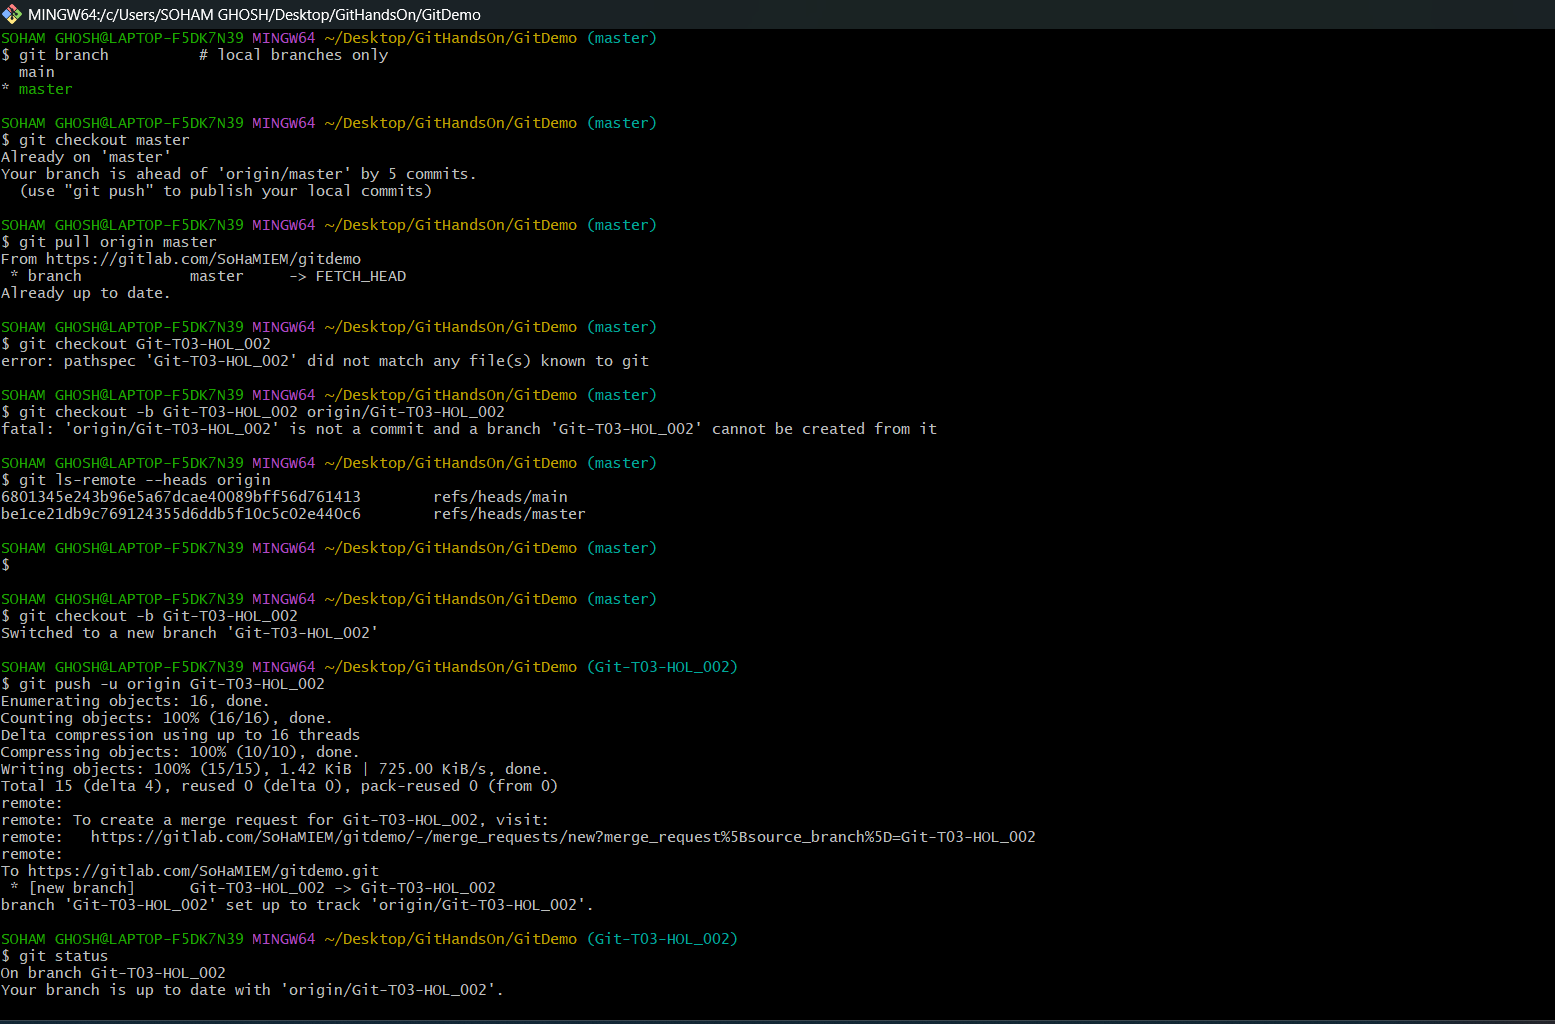 MINGW64:/c/Users/SOHAM GHOSH/Desktop/GitHandsOn/GitDemo
SOHAM GHOSH@LAPTOP-F5DK7N39 MINGW64 ~/Desktop/GitHandsOn/GitDemo (master)
$ git branch          # local branches only
  main
* master

SOHAM GHOSH@LAPTOP-F5DK7N39 MINGW64 ~/Desktop/GitHandsOn/GitDemo (master)
$ git checkout master
Already on 'master'
Your branch is ahead of 'origin/master' by 5 commits.
  (use "git push" to publish your local commits)

SOHAM GHOSH@LAPTOP-F5DK7N39 MINGW64 ~/Desktop/GitHandsOn/GitDemo (master)
$ git pull origin master
From https://gitlab.com/SoHaMIEM/gitdemo
 * branch            master     -> FETCH_HEAD
Already up to date.

SOHAM GHOSH@LAPTOP-F5DK7N39 MINGW64 ~/Desktop/GitHandsOn/GitDemo (master)
$ git checkout Git-T03-HOL_002
error: pathspec 'Git-T03-HOL_002' did not match any file(s) known to git

SOHAM GHOSH@LAPTOP-F5DK7N39 MINGW64 ~/Desktop/GitHandsOn/GitDemo (master)
$ git checkout -b Git-T03-HOL_002 origin/Git-T03-HOL_002
fatal: 'origin/Git-T03-HOL_002' is not a commit and a branch 'Git-T03-HOL_002' cannot be created from it

SOHAM GHOSH@LAPTOP-F5DK7N39 MINGW64 ~/Desktop/GitHandsOn/GitDemo (master)
$ git ls-remote --heads origin
6801345e243b96e5a67dcae40089bff56d761413        refs/heads/main
be1ce21db9c769124355d6ddb5f10c5c02e440c6        refs/heads/master

SOHAM GHOSH@LAPTOP-F5DK7N39 MINGW64 ~/Desktop/GitHandsOn/GitDemo (master)
$

SOHAM GHOSH@LAPTOP-F5DK7N39 MINGW64 ~/Desktop/GitHandsOn/GitDemo (master)
$ git checkout -b Git-T03-HOL_002
Switched to a new branch 'Git-T03-HOL_002'

SOHAM GHOSH@LAPTOP-F5DK7N39 MINGW64 ~/Desktop/GitHandsOn/GitDemo (Git-T03-HOL_002)
$ git push -u origin Git-T03-HOL_002
Enumerating objects: 16, done.
Counting objects: 100% (16/16), done.
Delta compression using up to 16 threads
Compressing objects: 100% (10/10), done.
Writing objects: 100% (15/15), 1.42 KiB | 725.00 KiB/s, done.
Total 15 (delta 4), reused 0 (delta 0), pack-reused 0 (from 0)
remote:
remote: To create a merge request for Git-T03-HOL_002, visit:
remote:   https://gitlab.com/SoHaMIEM/gitdemo/-/merge_requests/new?merge_request%5Bsource_branch%5D=Git-T03-HOL_002
remote:
To https://gitlab.com/SoHaMIEM/gitdemo.git
 * [new branch]      Git-T03-HOL_002 -> Git-T03-HOL_002
branch 'Git-T03-HOL_002' set up to track 'origin/Git-T03-HOL_002'.

SOHAM GHOSH@LAPTOP-F5DK7N39 MINGW64 ~/Desktop/GitHandsOn/GitDemo (Git-T03-HOL_002)
$ git status
On branch Git-T03-HOL_002
Your branch is up to date with 'origin/Git-T03-HOL_002'.